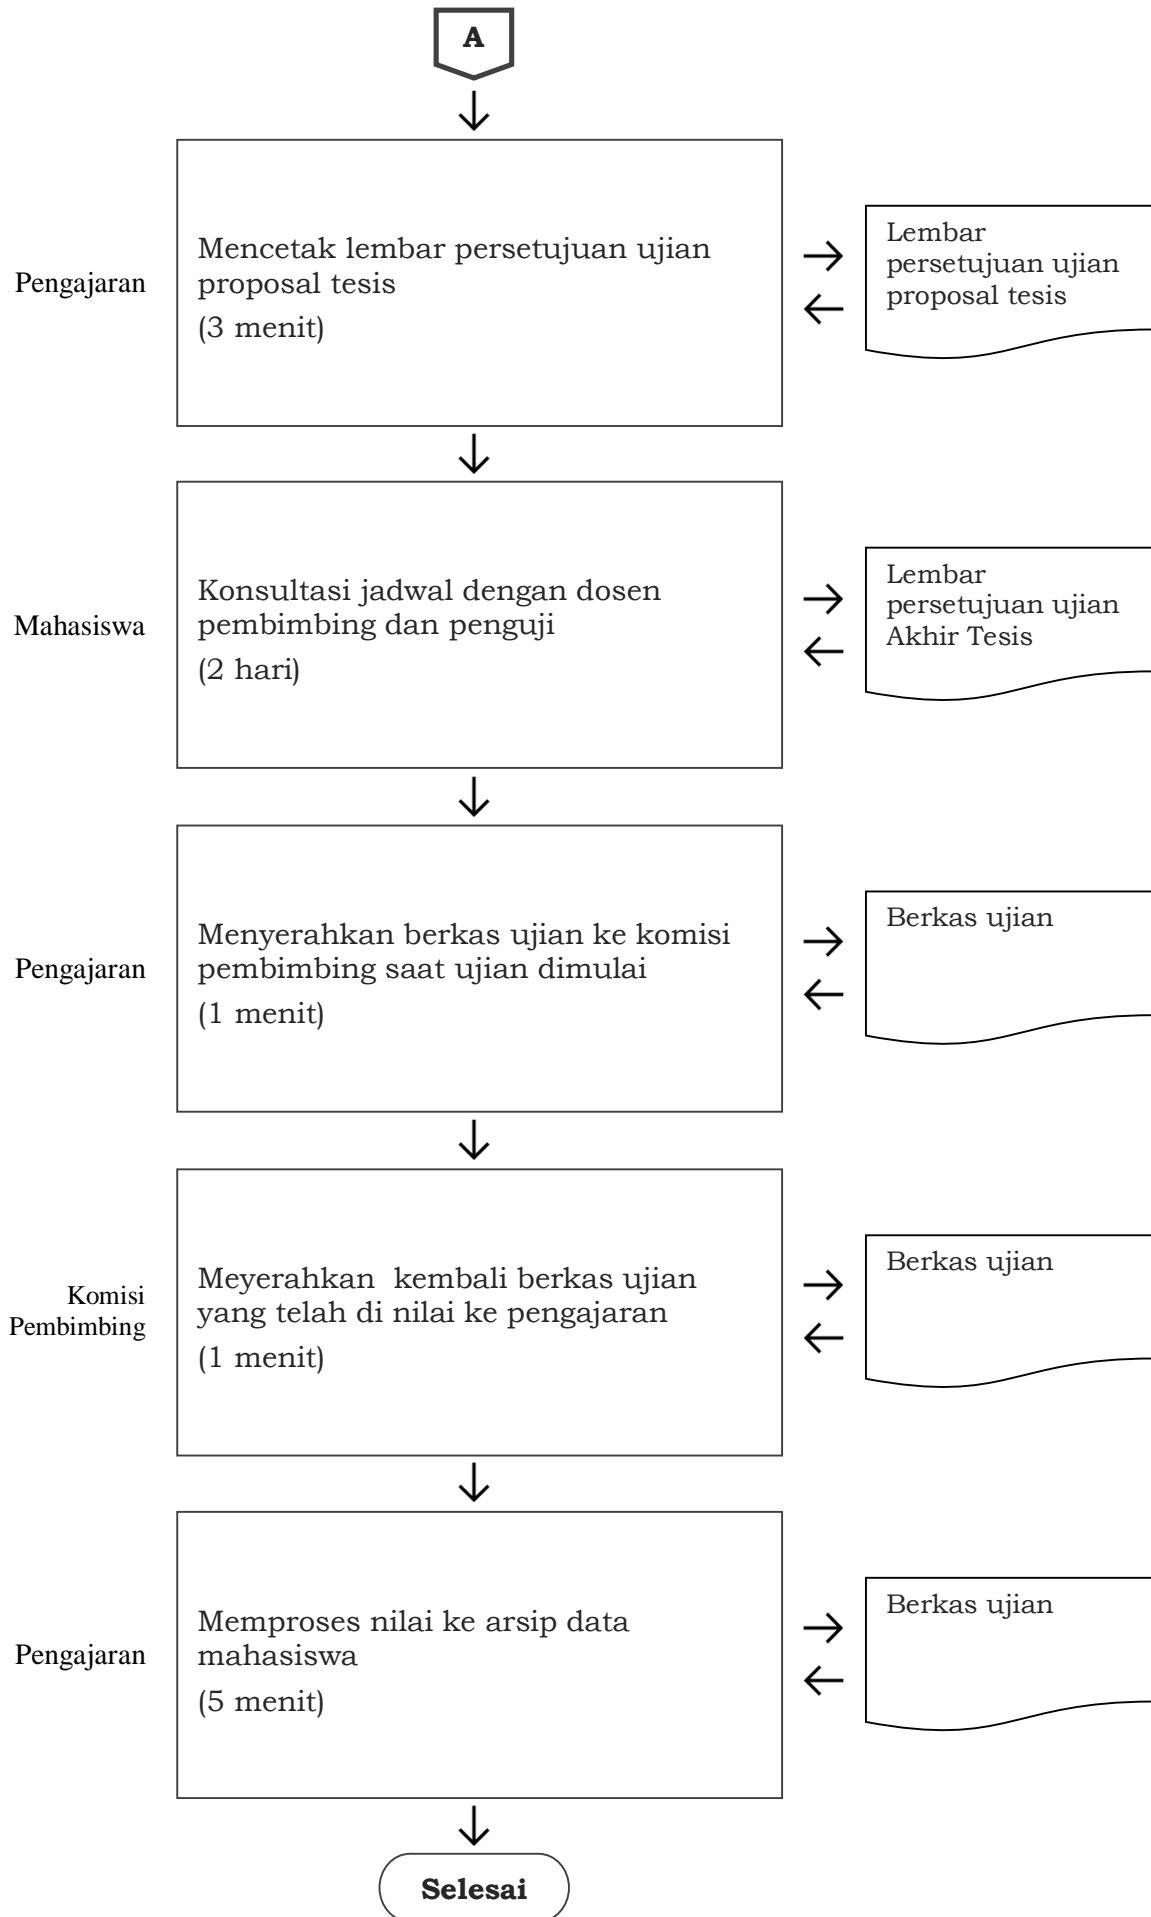 A
Pengajaran
Mencetak lembar persetujuan ujian
proposal tesis
(3 menit)
Lembar
persetujuan ujian
proposal tesis
Mahasiswa
Konsultasi jadwal dengan dosen
pembimbing dan penguji
(2 hari)
Lembar
persetujuan ujian
Akhir Tesis
Pengajaran
Menyerahkan berkas ujian ke komisi
pembimbing saat ujian dimulai
(1 menit)
Berkas ujian
Komisi
Pembimbing
Meyerahkan  kembali berkas ujian
yang telah di nilai ke pengajaran
(1 menit)
Berkas ujian
Pengajaran
Memproses nilai ke arsip data
mahasiswa
(5 menit)
Berkas ujian
Selesai